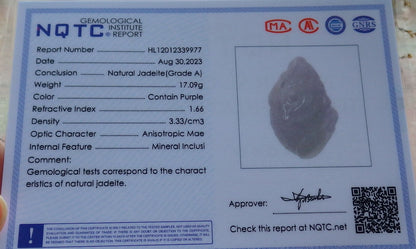 NQTC
GEMOLOGICAL
INSTITUTE
REPORT
MA
GNRS
Report Number HL12012339977
Date Aug 30.2023
Conclusion Natural Jadeite(Grade A)
Weight 17.09g
Color Contain Purple
Refractive Index 1.66
Density 3.33/cm3
Optic Character Anisotropic Mae
Internal Feature Mineral Inclusi
Comment:
Gemological tests correspond to the charact
eristics of natural jadeite.
Approver:
Check this report at NQTC